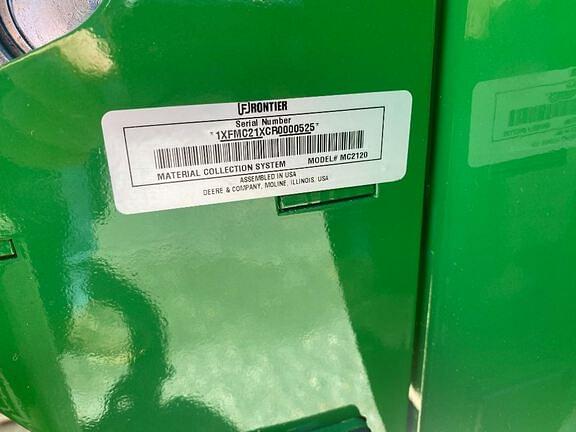 FRONTIER
Serial Number
*1XFMC21XCR0000525*
MATERIAL COLLECTION SYSTEM MODEL# MC2120
ASSEMBLED IN USA
DEERE & COMPANY, MOLINE, ILLINOIS, USA